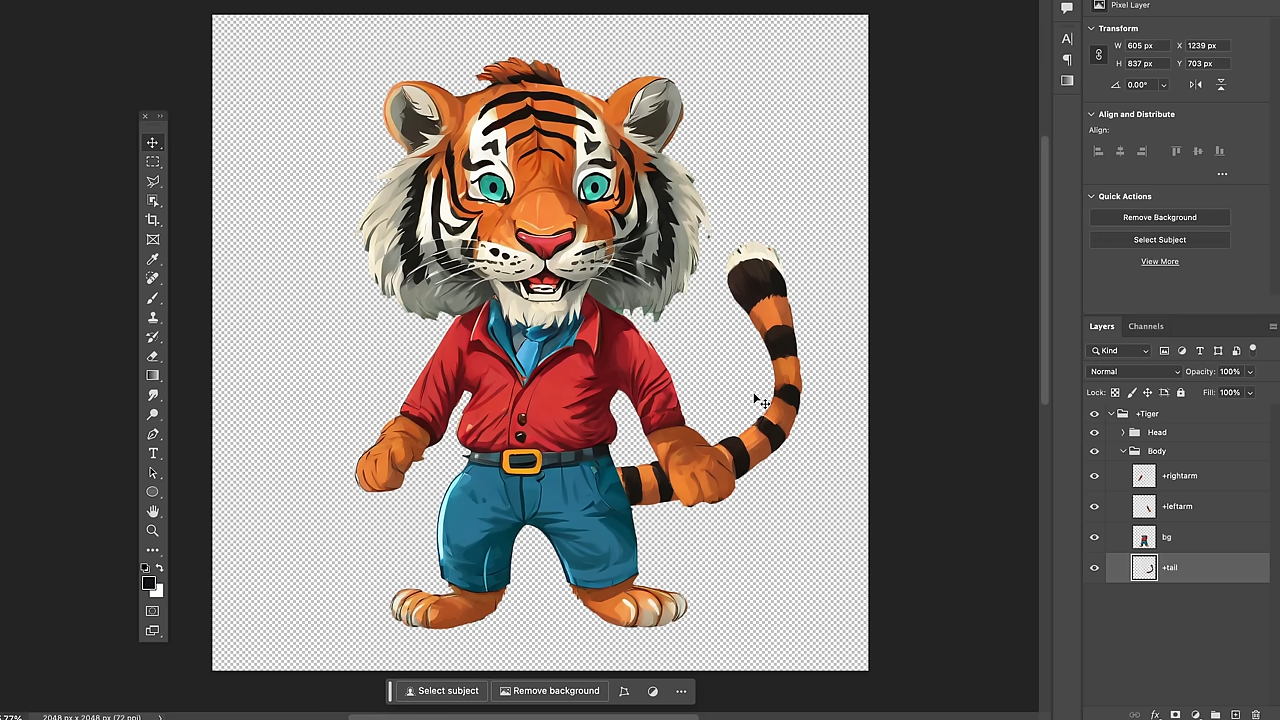 Pixel Layer
Transform
W 605 px X 1239 px
H 837 px Y 703 px
0.00°
Align and Distribute
Align:
Quick Actions
Remove Background
Select Subject
View More
Layers Channels
Kind
Normal Opacity: 100%
Lock: Fill: 100%
+Tiger
Head
Body
+rightarm
+leftarm
bg
+tail
Select subject Remove background
2048 px x 2048 px (72 ppi)